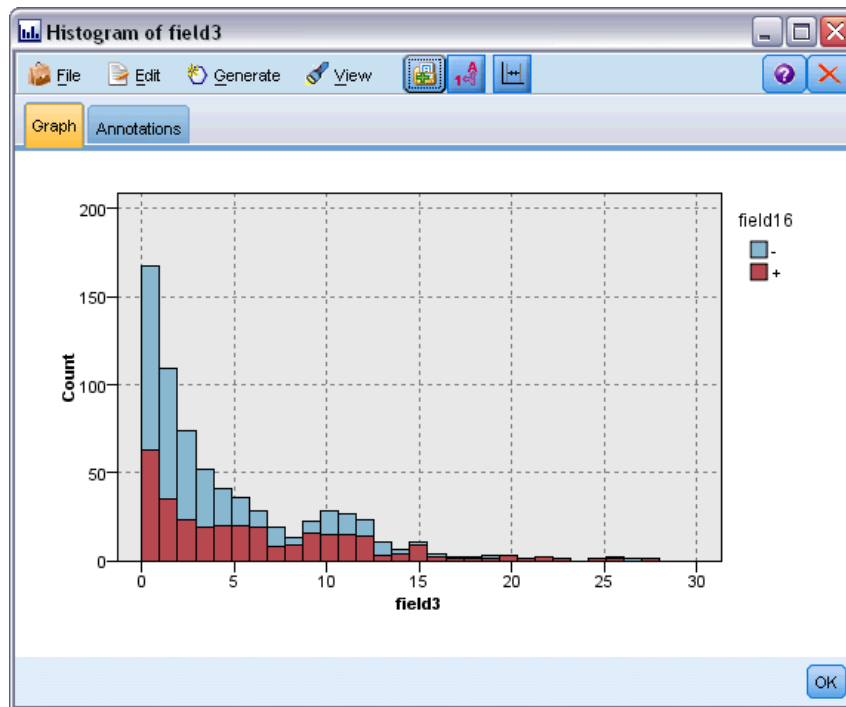 Histogram of field3
File Edit Generate View
Graph Annotations
200
150
100
50
0
Count
0 5 10 15 20 25 30
field3
field16
-
+
OK